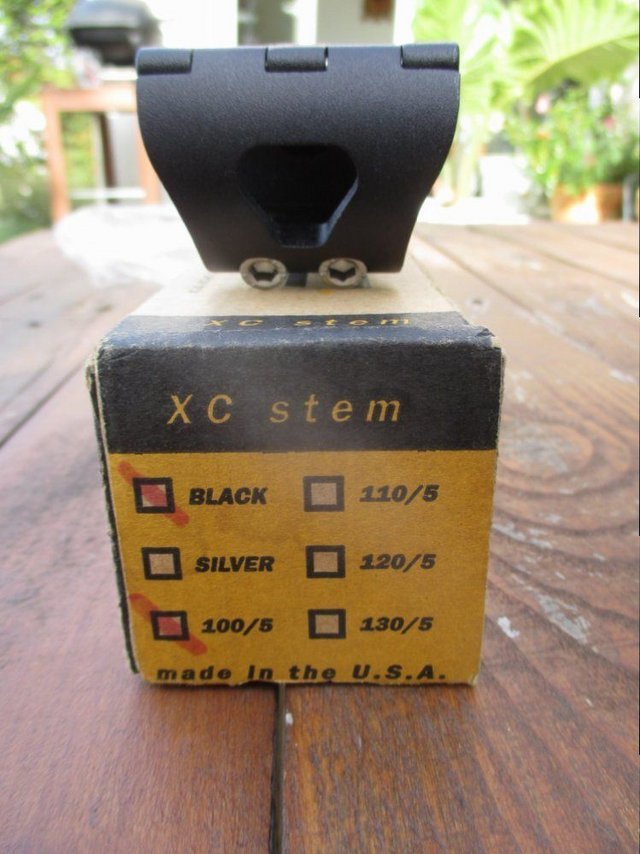 XC stem
XC stem
BLACK 110/5
SILVER 120/5
100/5 130/5
made in the U.S.A.